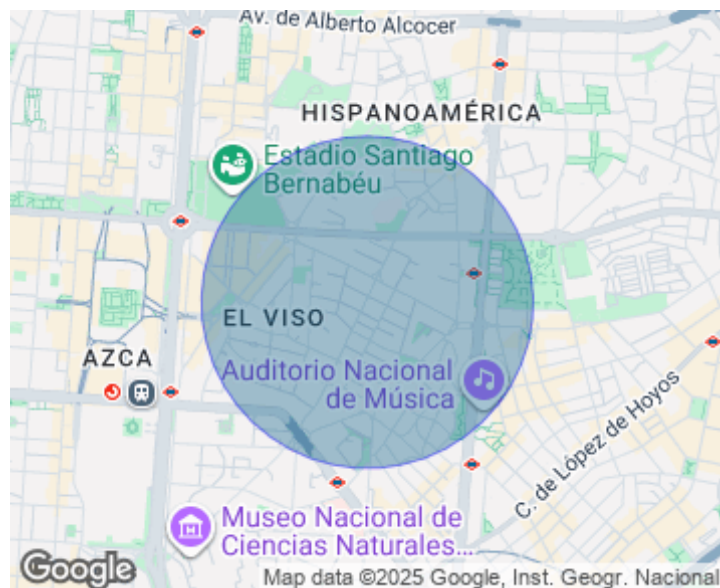 Av. de Alberto Alcocer
HISPANOAMÉRICA
Estadio Santiago
Bernabéu
EL VISO
AZCA
Auditorio Nacional
de Música
C. de López de Hoyos
Museo Nacional de
Ciencias Naturales...
Google
Map data ©2025 Google, Inst. Geogr. Nacional